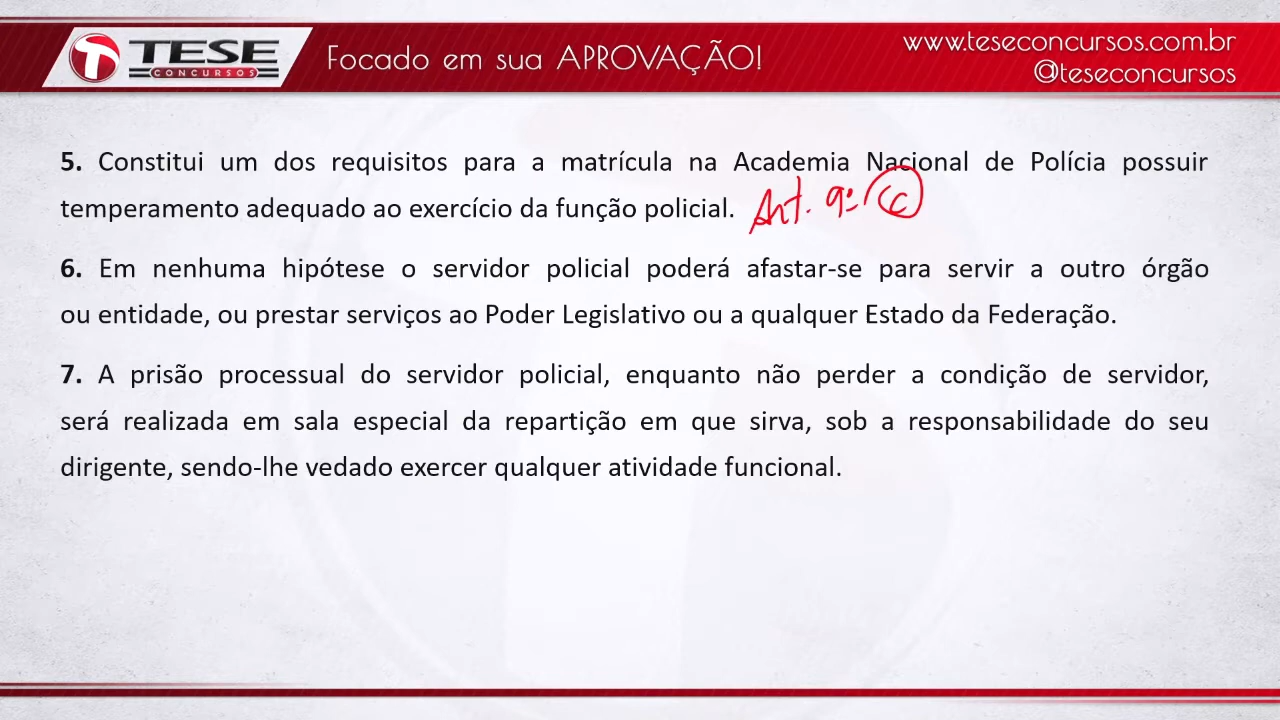 TESE
CONCURSOS
Focado em sua APROVAÇÃO!
www.teseconcursos.com.br
@teseconcursos
5. Constitui um dos requisitos para a matrícula na Academia Nacional de Polícia possuir
temperamento adequado ao exercício da função policial. Art. 9º C
6. Em nenhuma hipótese o servidor policial poderá afastar-se para servir a outro órgão
ou entidade, ou prestar serviços ao Poder Legislativo ou a qualquer Estado da Federação.
7. A prisão processual do servidor policial, enquanto não perder a condição de servidor,
será realizada em sala especial da repartição em que sirva, sob a responsabilidade do seu
dirigente, sendo-lhe vedado exercer qualquer atividade funcional.